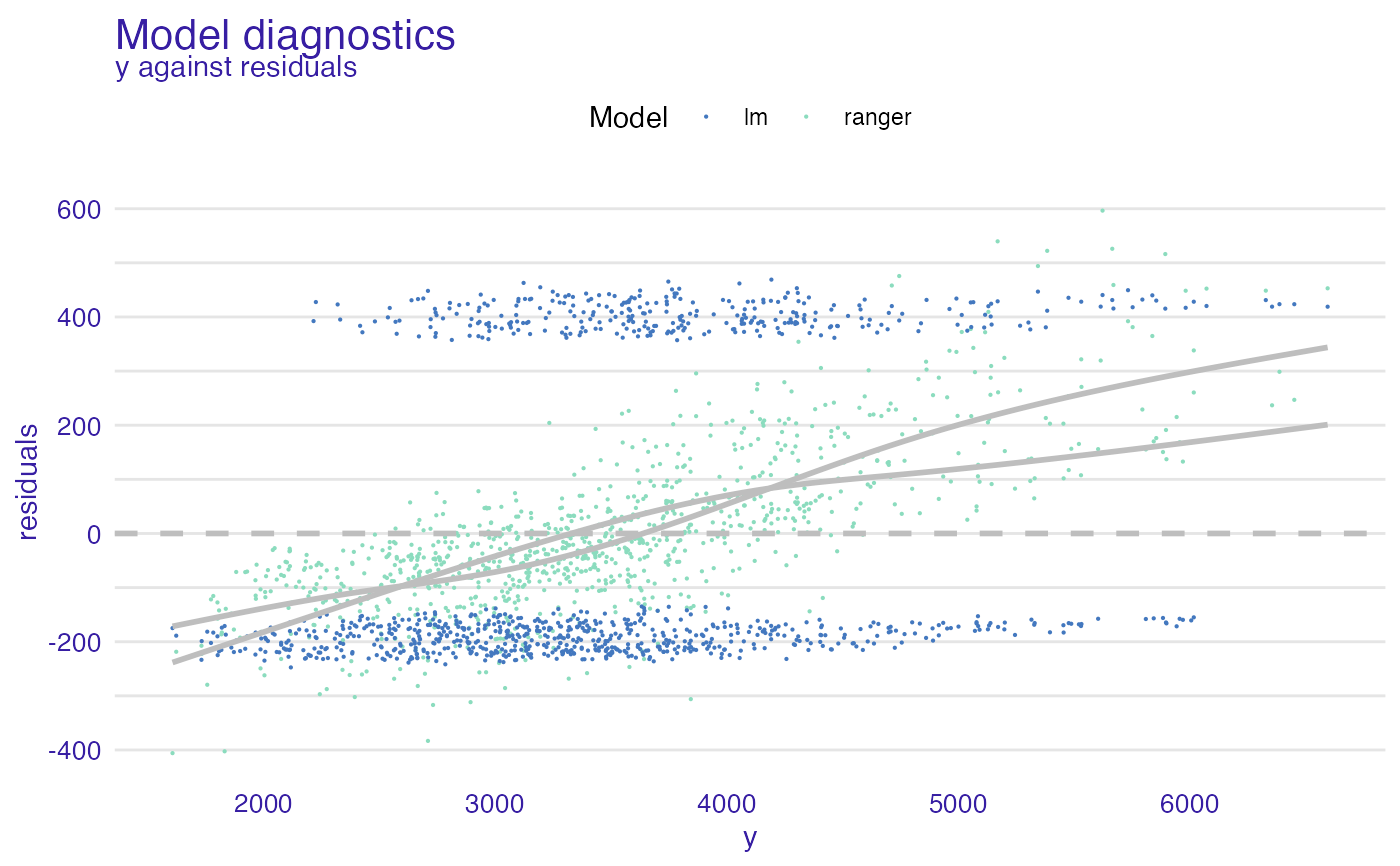 Model diagnostics
y against residuals
Model lm ranger
600
400
200
0
-200
-400
residuals
2000 3000 4000 5000 6000
y